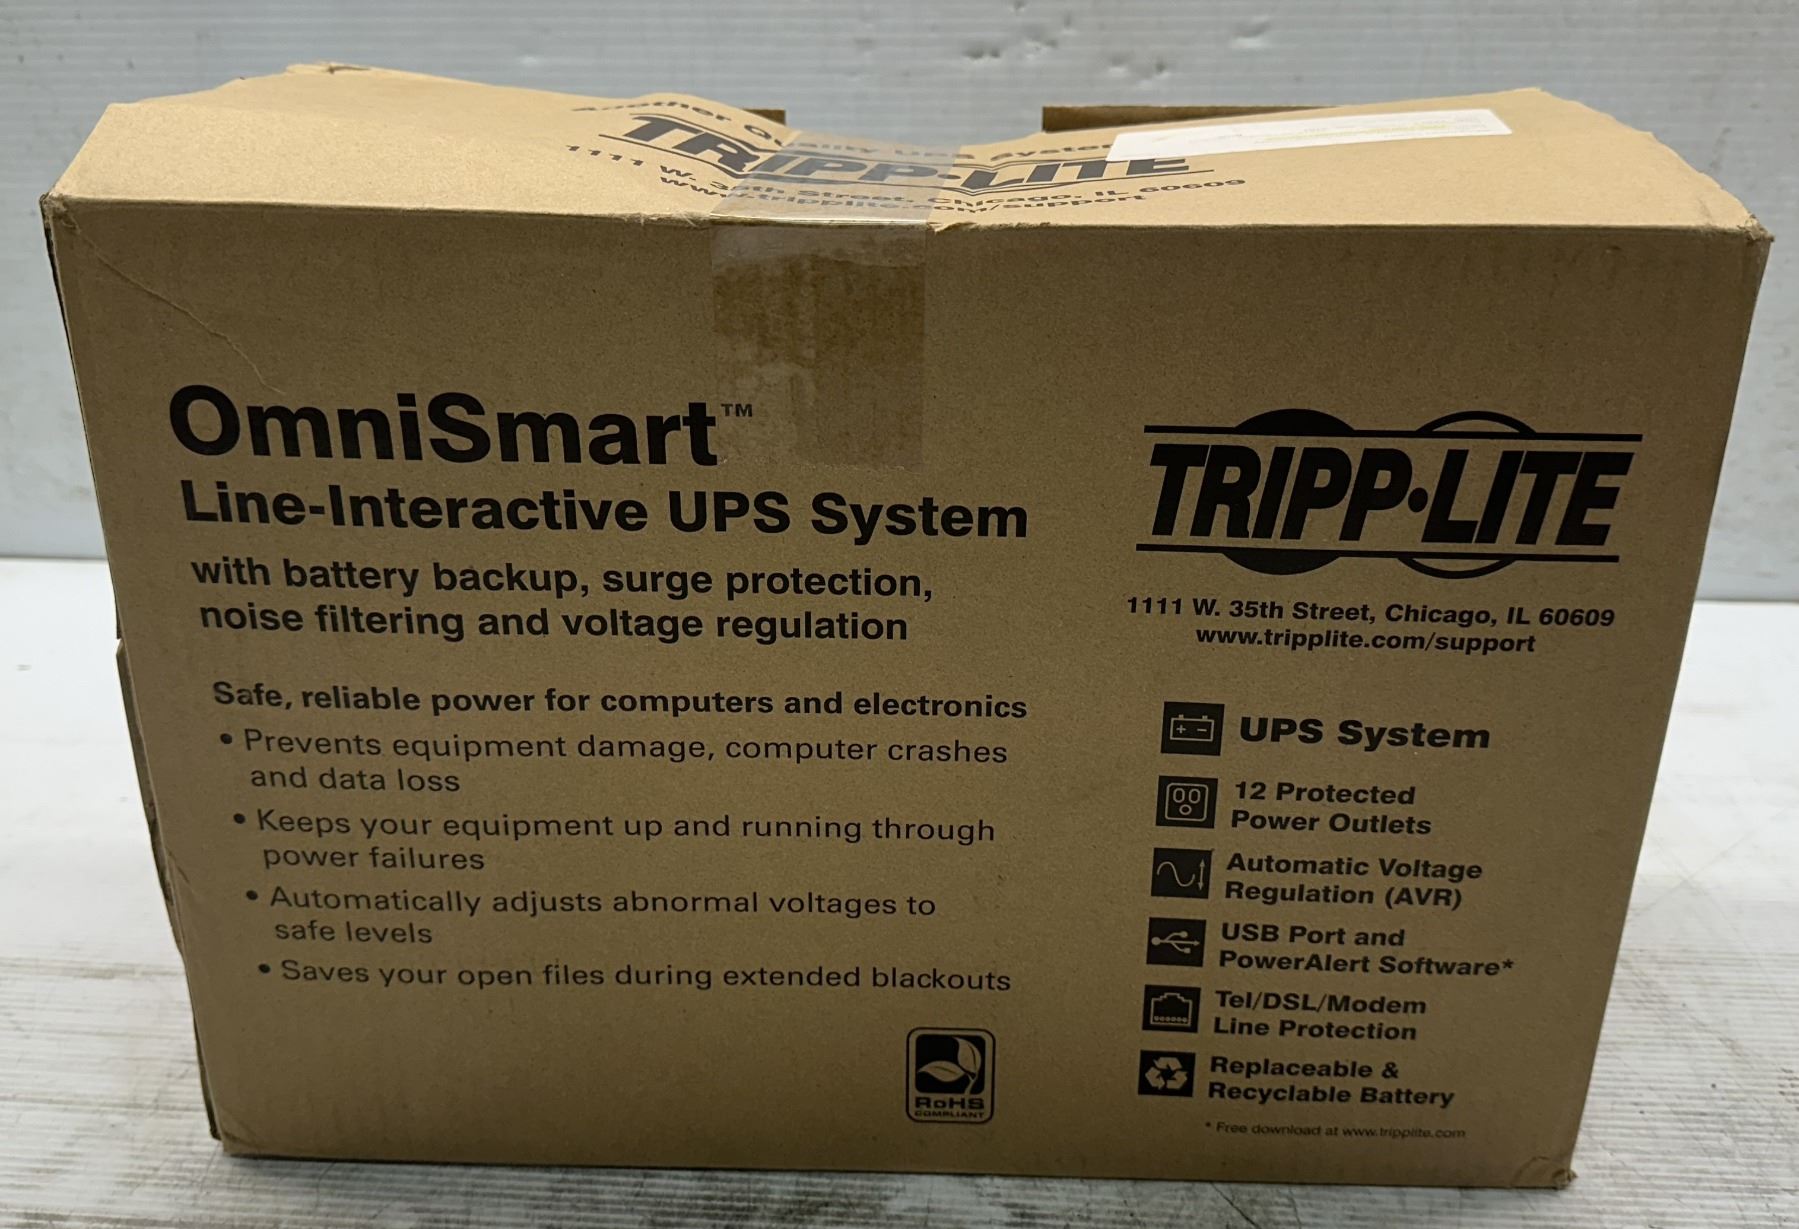 Another Quality UPS System
TRIPP·LITE
1111 W. 35th Street, Chicago, IL 60609
www.tripplite.com/support
OmniSmart™
Line-Interactive UPS System
with battery backup, surge protection,
noise filtering and voltage regulation
Safe, reliable power for computers and electronics
• Prevents equipment damage, computer crashes
and data loss
• Keeps your equipment up and running through
power failures
• Automatically adjusts abnormal voltages to
safe levels
• Saves your open files during extended blackouts
RoHS
COMPLIANT
TRIPP·LITE
1111 W. 35th Street, Chicago, IL 60609
www.tripplite.com/support
UPS System
12 Protected
Power Outlets
Automatic Voltage
Regulation (AVR)
USB Port and
PowerAlert Software*
Tel/DSL/Modem
Line Protection
Replaceable &
Recyclable Battery
* Free download at www.tripplite.com